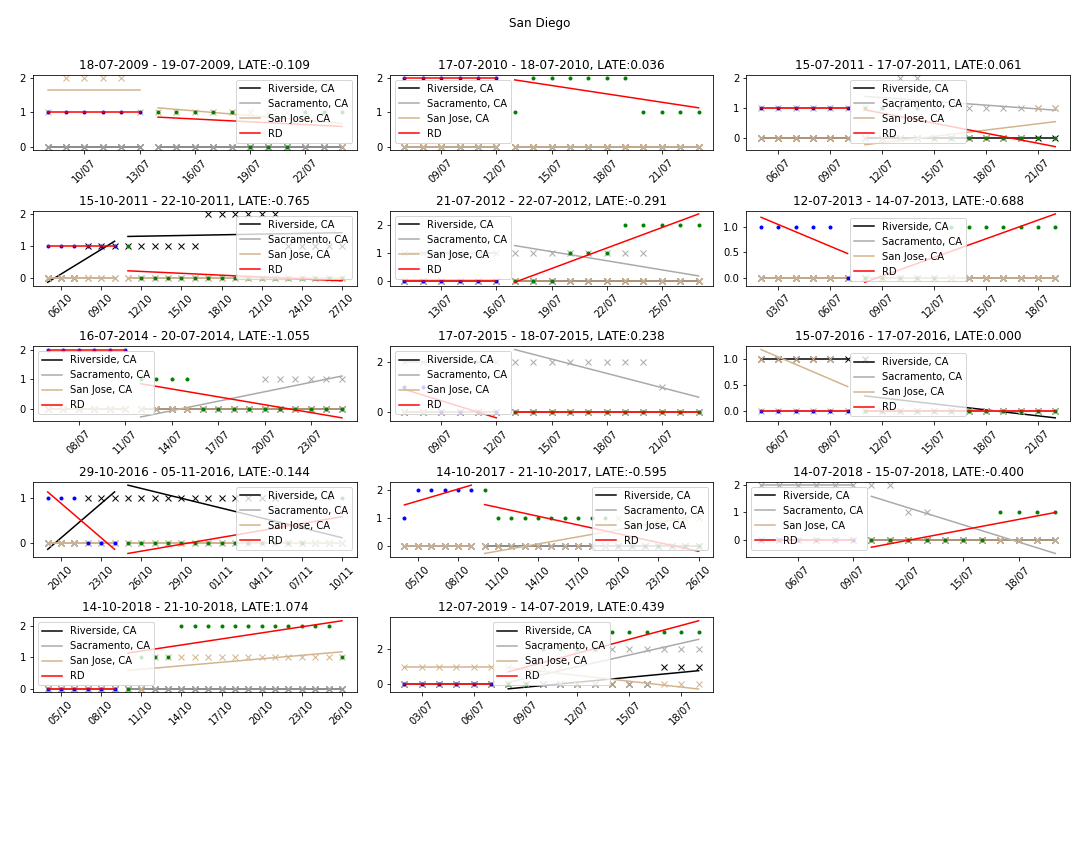 San Diego
18-07-2009 - 19-07-2009, LATE:-0.109
2
1
0
Riverside, CA
Sacramento, CA
San Jose, CA
RD
10/07 13/07 16/07 19/07 22/07
17-07-2010 - 18-07-2010, LATE:0.036
2
1
0
Riverside, CA
Sacramento, CA
San Jose, CA
RD
09/07 12/07 15/07 18/07 21/07
15-07-2011 - 17-07-2011, LATE:0.061
2
1
0
Riverside, CA
Sacramento, CA
San Jose, CA
RD
06/07 09/07 12/07 15/07 18/07 21/07
15-10-2011 - 22-10-2011, LATE:-0.765
2
1
0
Riverside, CA
Sacramento, CA
San Jose, CA
RD
06/10 09/10 12/10 15/10 18/10 21/10 24/10 27/10
21-07-2012 - 22-07-2012, LATE:-0.291
2
1
0
Riverside, CA
Sacramento, CA
San Jose, CA
RD
13/07 16/07 19/07 22/07 25/07
12-07-2013 - 14-07-2013, LATE:-0.688
1.0
0.5
0.0
Riverside, CA
Sacramento, CA
San Jose, CA
RD
03/07 06/07 09/07 12/07 15/07 18/07
16-07-2014 - 20-07-2014, LATE:-1.055
2
1
0
Riverside, CA
Sacramento, CA
San Jose, CA
RD
08/07 11/07 14/07 17/07 20/07 23/07
17-07-2015 - 18-07-2015, LATE:0.238
2
0
Riverside, CA
Sacramento, CA
San Jose, CA
RD
09/07 12/07 15/07 18/07 21/07
15-07-2016 - 17-07-2016, LATE:0.000
1.0
0.5
0.0
Riverside, CA
Sacramento, CA
San Jose, CA
RD
06/07 09/07 12/07 15/07 18/07 21/07
29-10-2016 - 05-11-2016, LATE:-0.144
1
0
Riverside, CA
Sacramento, CA
San Jose, CA
RD
20/10 23/10 26/10 29/10 01/11 04/11 07/11 10/11
14-10-2017 - 21-10-2017, LATE:-0.595
2
1
0
Riverside, CA
Sacramento, CA
San Jose, CA
RD
05/10 08/10 11/10 14/10 17/10 20/10 23/10 26/10
14-07-2018 - 15-07-2018, LATE:-0.400
2
1
0
Riverside, CA
Sacramento, CA
San Jose, CA
RD
06/07 09/07 12/07 15/07 18/07
14-10-2018 - 21-10-2018, LATE:1.074
2
1
0
Riverside, CA
Sacramento, CA
San Jose, CA
RD
05/10 08/10 11/10 14/10 17/10 20/10 23/10 26/10
12-07-2019 - 14-07-2019, LATE:0.439
2
0
Riverside, CA
Sacramento, CA
San Jose, CA
RD
03/07 06/07 09/07 12/07 15/07 18/07